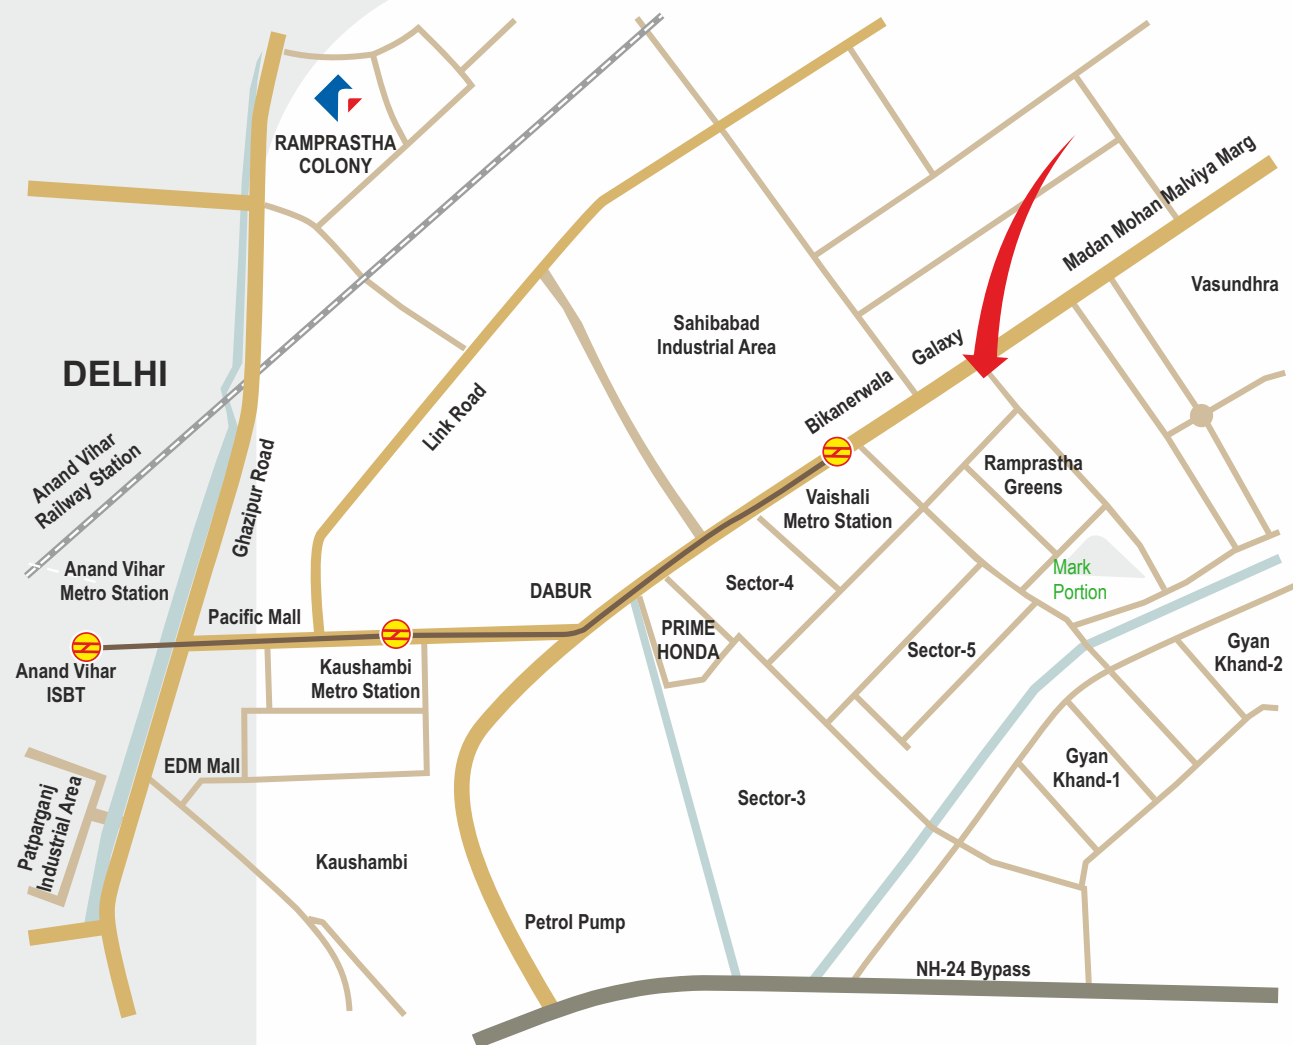 RAMPRASTHA
COLONY
Madan Mohan Malviya Marg
Vasundhra
Sahibabad
Industrial Area
Galaxy
DELHI
Bikanerwala
Link Road
Anand Vihar
Railway Station
Ghazipur Road
Ramprastha
Greens
Vaishali
Metro Station
Anand Vihar
Metro Station
Mark
Portion
Sector-4
DABUR
Pacific Mall
PRIME
HONDA
Sector-5
Gyan
Khand-2
Anand Vihar
ISBT
Kaushambi
Metro Station
EDM Mall
Gyan
Khand-1
Sector-3
Patparganj
Industrial Area
Kaushambi
Petrol Pump
NH-24 Bypass